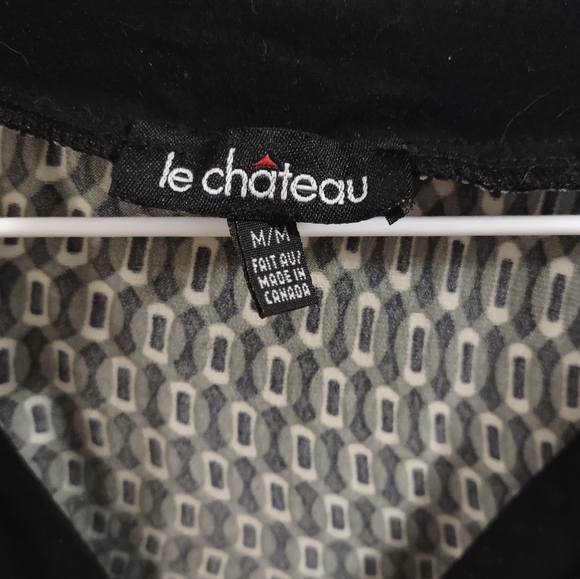 le château
M/M
FAIT AU/
MADE IN
CANADA